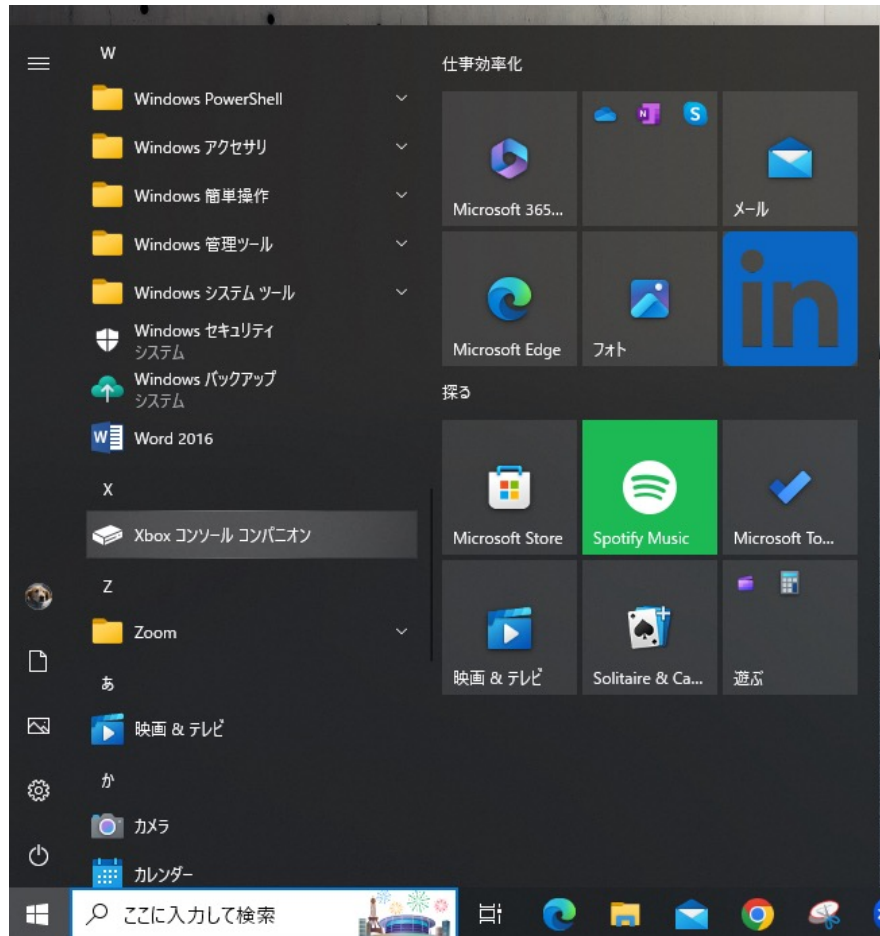 W
Windows PowerShell
Windows アクセサリ
Windows 簡単操作
Windows 管理ツール
Windows システム ツール
Windows セキュリティ
システム
Windows バックアップ
システム
Word 2016
X
Xbox コンソール コンパニオン
Z
Zoom
あ
映画 & テレビ
か
カメラ
カレンダー
仕事効率化
Microsoft 365...
メール
Microsoft Edge
フォト
in
探る
Microsoft Store
Spotify Music
Microsoft To...
映画 & テレビ
Solitaire & Ca...
遊ぶ
ここに入力して検索